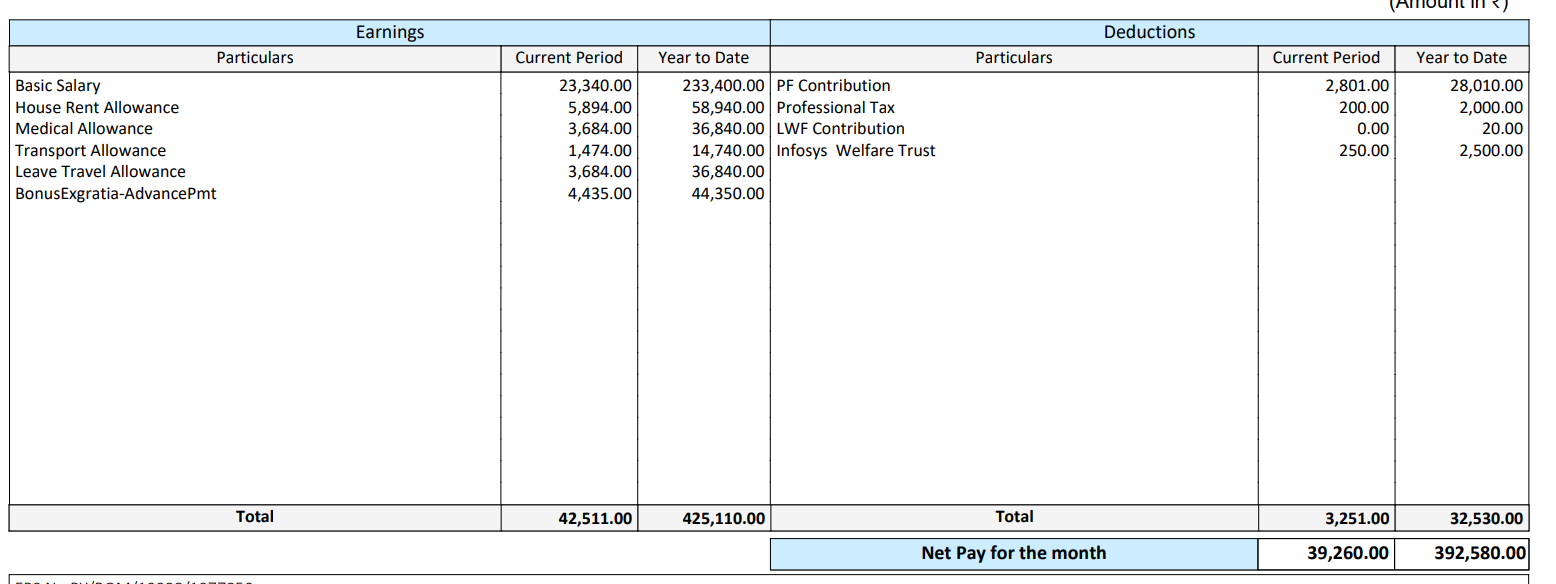 (Amount in ₹)
Earnings Deductions
Particulars Current Period Year to Date Particulars Current Period Year to Date
Basic Salary 23,340.00 233,400.00 PF Contribution 2,801.00 28,010.00
House Rent Allowance 5,894.00 58,940.00 Professional Tax 200.00 2,000.00
Medical Allowance 3,684.00 36,840.00 LWF Contribution 0.00 20.00
Transport Allowance 1,474.00 14,740.00 Infosys Welfare Trust 250.00 2,500.00
Leave Travel Allowance 3,684.00 36,840.00
BonusExgratia-AdvancePmt 4,435.00 44,350.00
Total 42,511.00 425,110.00 Total 3,251.00 32,530.00
Net Pay for the month 39,260.00 392,580.00